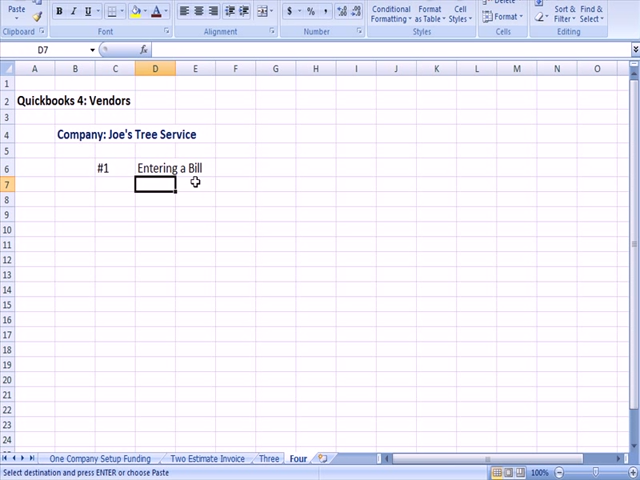 Paste
B I U
$ % ,
Conditional Formatting
Format as Table
Cell Styles
Delete
Format
Sort & Filter
Find & Select
Clipboard
Font
Alignment
Number
Styles
Cells
Editing
D7
fx
A B C D E F G H I J K L M N O
1
2 Quickbooks 4: Vendors
3
4 Company: Joe's Tree Service
5
6 #1 Entering a Bill
7
8
9
10
11
12
13
14
15
16
17
18
19
20
21
22
23
24
One Company Setup Funding Two Estimate Invoice Three Four
Select destination and press ENTER or choose Paste 100%